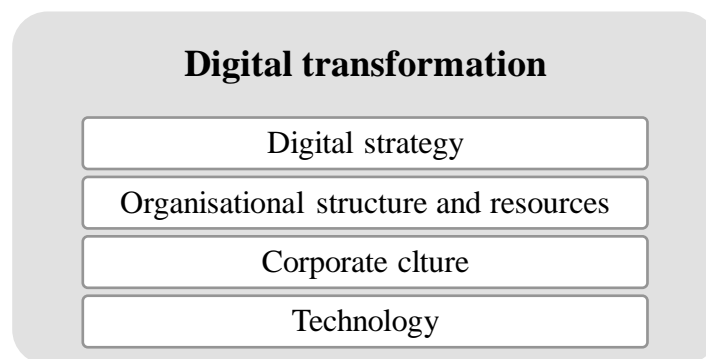 Digital transformation
Digital strategy
Organisational structure and resources
Corporate clture
Technology